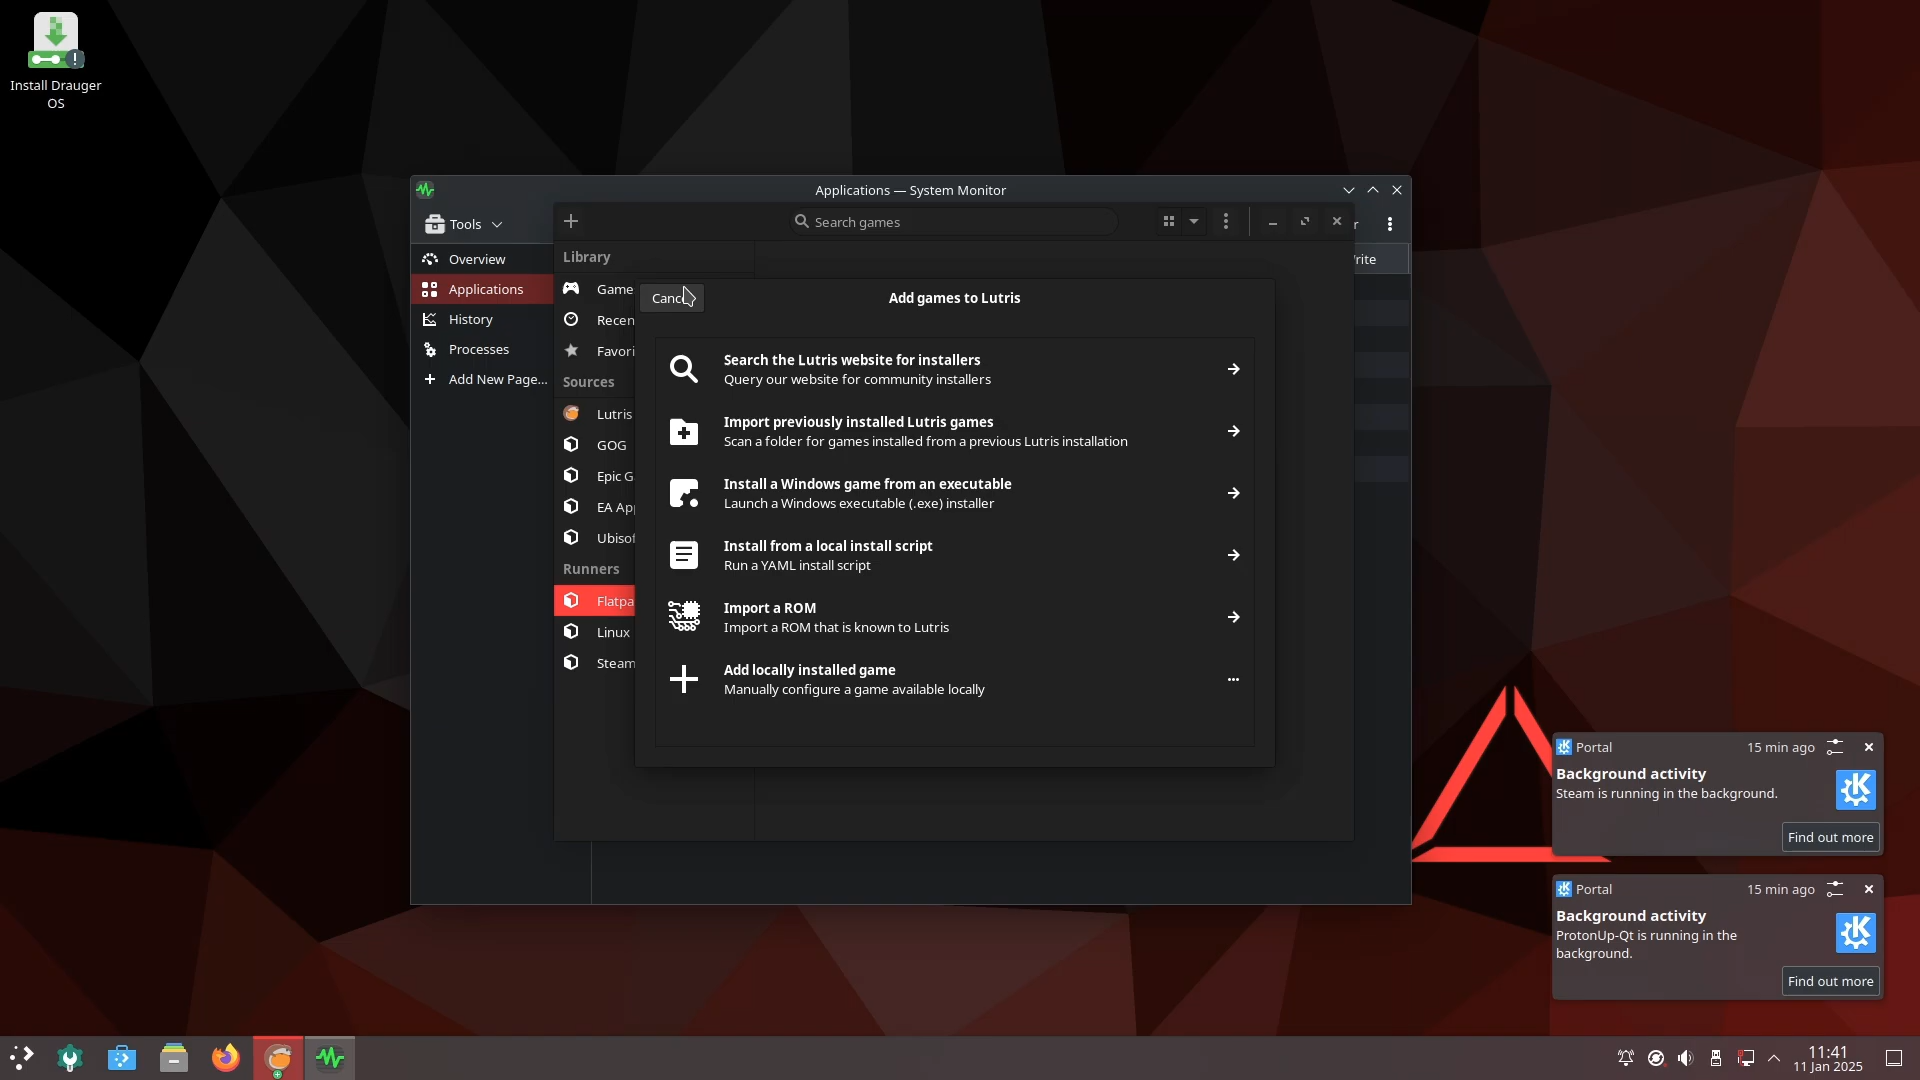 Install Drauger
OS
Applications — System Monitor
Tools
Search games
Overview
Applications
History
Processes
Add New Page...
Library
Game
Recen
Favori
Sources
Lutris
GOG
Epic G
EA Ap
Ubisof
Runners
Flatpa
Linux
Steam
r
rite
Canc
Add games to Lutris
Search the Lutris website for installers
Query our website for community installers
Import previously installed Lutris games
Scan a folder for games installed from a previous Lutris installation
Install a Windows game from an executable
Launch a Windows executable (.exe) installer
Install from a local install script
Run a YAML install script
Import a ROM
Import a ROM that is known to Lutris
Add locally installed game
Manually configure a game available locally
Portal 15 min ago
Background activity
Steam is running in the background.
Find out more
Portal 15 min ago
Background activity
ProtonUp-Qt is running in the
background.
Find out more
11:41
11 Jan 2025